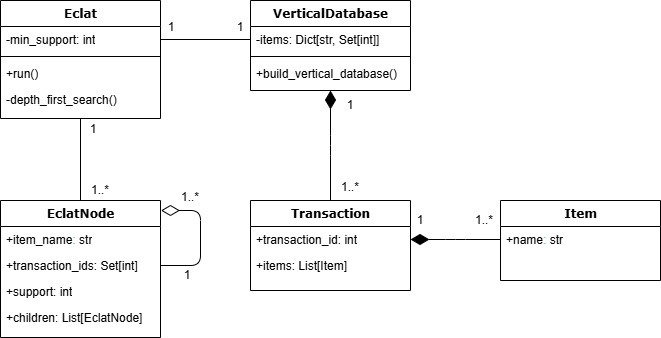 Eclat
-min_support: int
+run()
-depth_first_search()
1
1
VerticalDatabase
-items: Dict[str, Set[int]]
+build_vertical_database()
1
1..*
1
1..*
EclatNode
+item_name: str
+transaction_ids: Set[int]
+support: int
+children: List[EclatNode]
1..*
1
Transaction
+transaction_id: int
+items: List[Item]
1
1..*
Item
+name: str